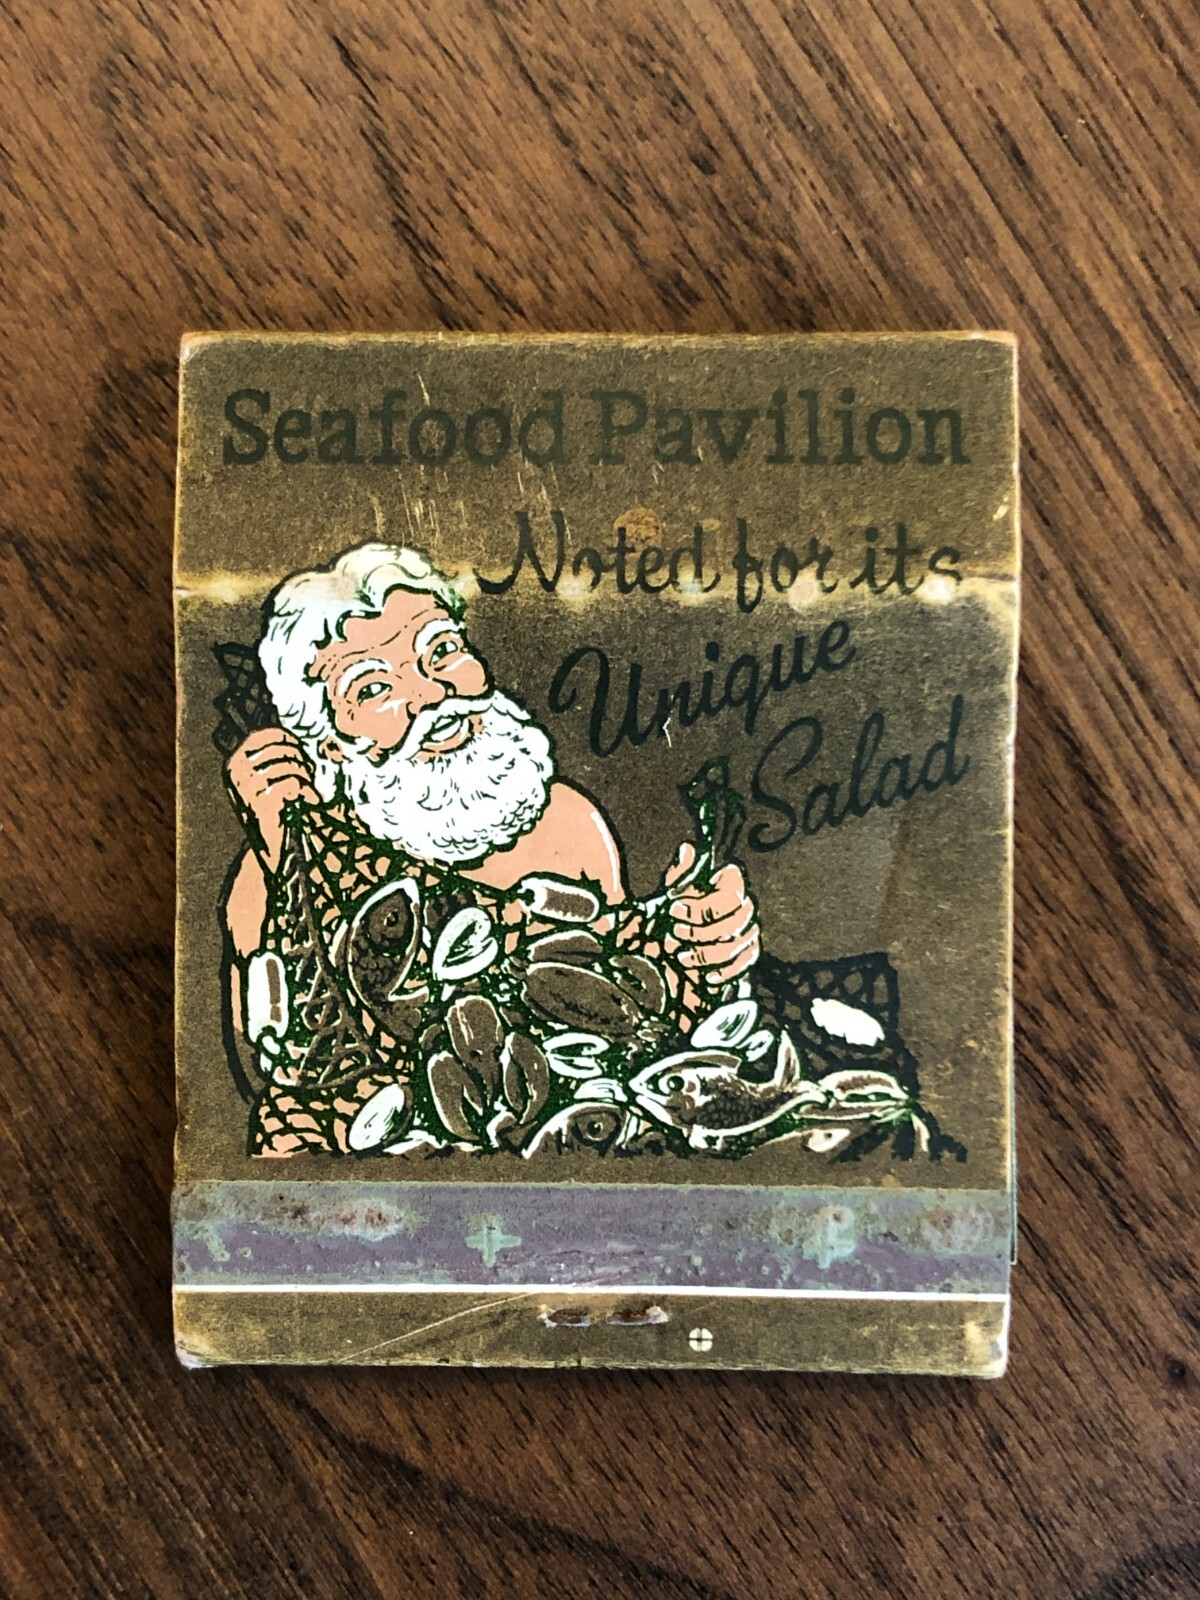 Seafood Pavilion
Noted for its
Unique
Salad